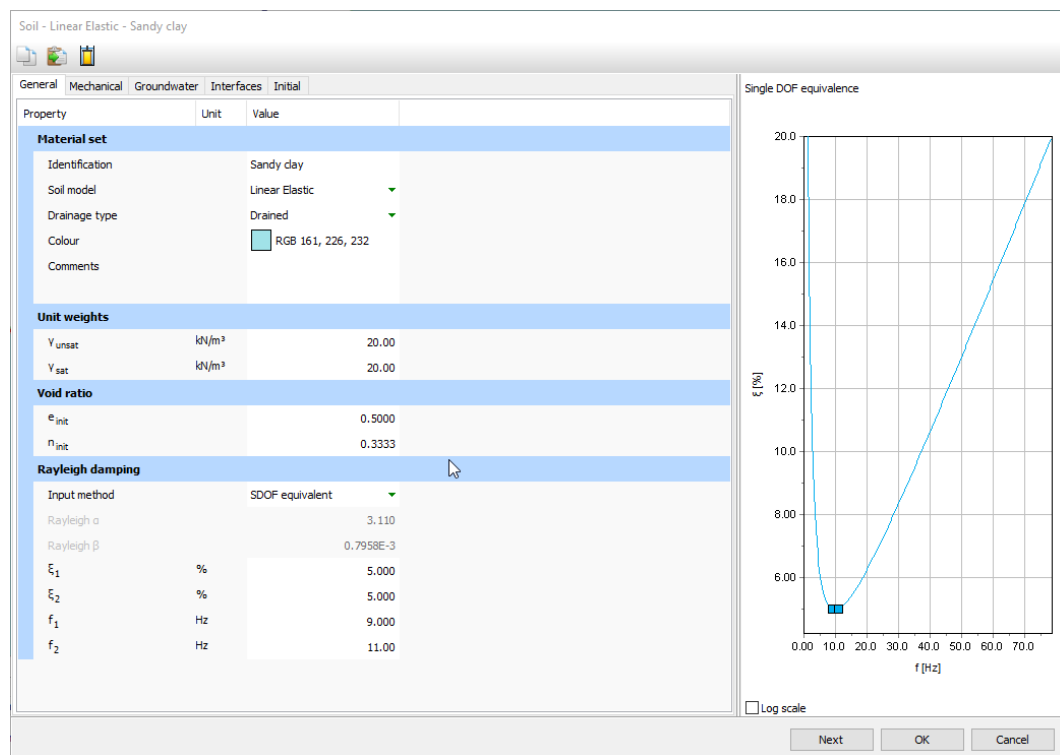 Soil - Linear Elastic - Sandy clay
General Mechanical Groundwater Interfaces Initial
Property Unit Value
Material set
Identification Sandy clay
Soil model Linear Elastic
Drainage type Drained
Colour RGB 161, 226, 232
Comments
Unit weights
γ unsat kN/m³ 20.00
γ sat kN/m³ 20.00
Void ratio
e init 0.5000
n init 0.3333
Rayleigh damping
Input method SDOF equivalent
Rayleigh α 3.110
Rayleigh β 0.7958E-3
ξ1 % 5.000
ξ2 % 5.000
f1 Hz 9.000
f2 Hz 11.00
Single DOF equivalence
20.0
18.0
16.0
14.0
12.0
10.0
8.00
6.00
ξ [%]
0.00 10.0 20.0 30.0 40.0 50.0 60.0 70.0
f [Hz]
Log scale
Next OK Cancel